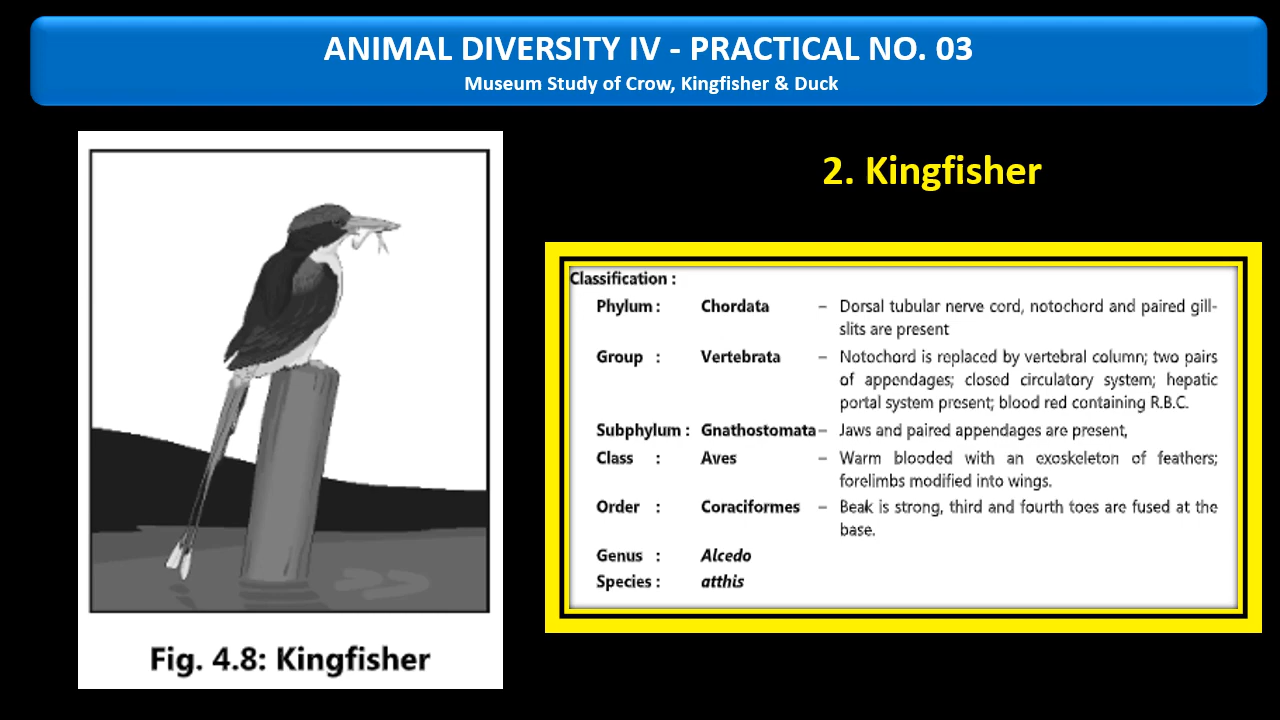 ANIMAL DIVERSITY IV - PRACTICAL NO. 03
Museum Study of Crow, Kingfisher & Duck
2. Kingfisher
Classification :
Phylum : Chordata – Dorsal tubular nerve cord, notochord and paired gill-
slits are present
Group : Vertebrata – Notochord is replaced by vertebral column; two pairs
of appendages; closed circulatory system; hepatic
portal system present; blood red containing R.B.C.
Subphylum : Gnathostomata – Jaws and paired appendages are present,
Class : Aves – Warm blooded with an exoskeleton of feathers;
forelimbs modified into wings.
Order : Coraciformes – Beak is strong, third and fourth toes are fused at the
base.
Genus : Alcedo
Species : atthis
Fig. 4.8: Kingfisher